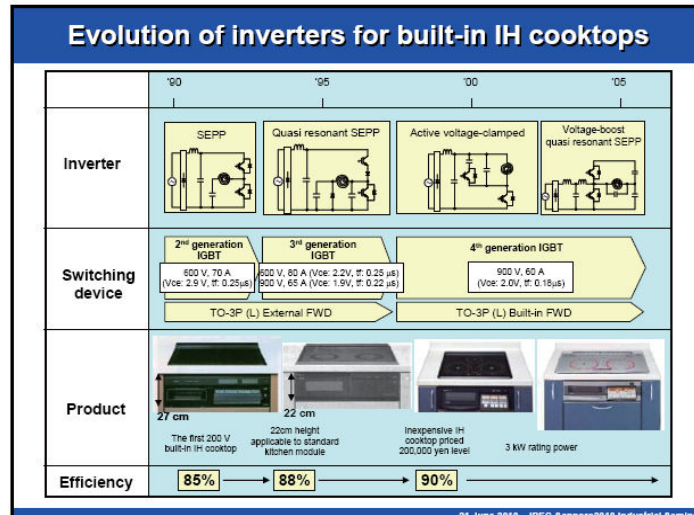 Evolution of inverters for built-in IH cooktops
'90 '95 '00 '05
Inverter
SEPP
Quasi resonant SEPP
Active voltage-clamped
Voltage-boost
quasi resonant SEPP
Switching
device
2nd generation
IGBT
600 V, 70 A
(Vce: 2.9 V, tf: 0.25μs)
3rd generation
IGBT
600 V, 80 A (Vce: 2.2V, tf: 0.25 μs)
900 V, 65 A (Vce: 1.9V, tf: 0.22 μs)
4th generation IGBT
900 V, 60 A
(Vce: 2.0V, tf: 0.18μs)
TO-3P (L) External FWD
TO-3P (L) Built-in FWD
Product
27 cm
22 cm
The first 200 V
built-in IH cooktop
22cm height
applicable to standard
kitchen module
Inexpensive IH
cooktop priced
200,000 yen level
3 kW rating power
Efficiency
85%
88%
90%